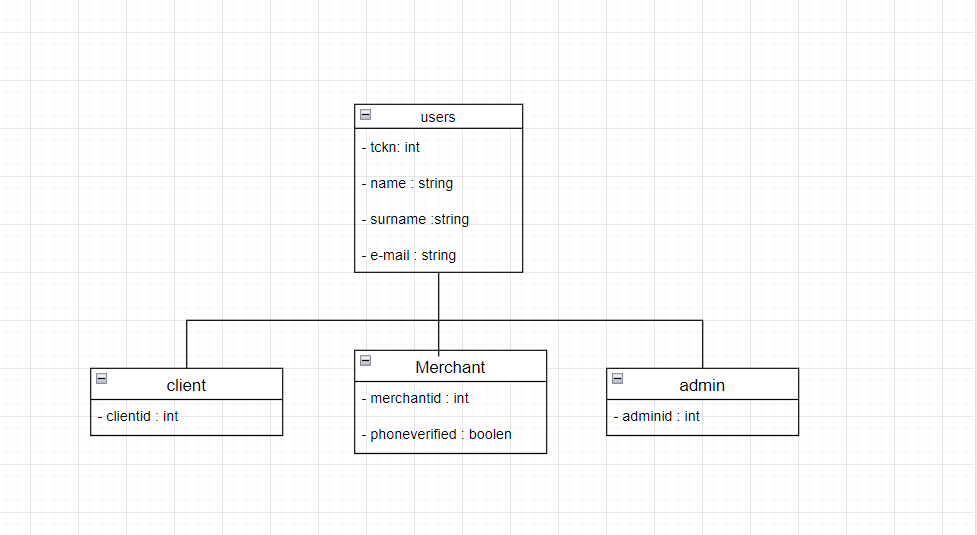 users
- tckn: int
- name : string
- surname :string
- e-mail : string
client
- clientid : int
Merchant
- merchantid : int
- phoneverified : boolen
admin
- adminid : int